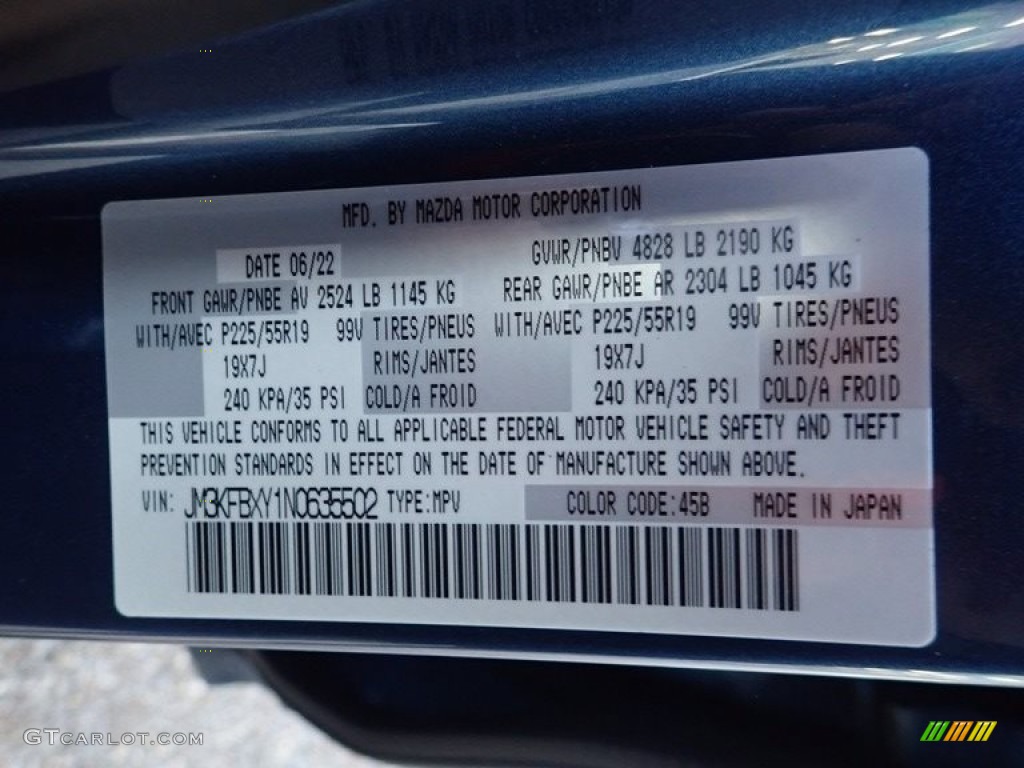 MFD. BY MAZDA MOTOR CORPORATION
DATE 06/22 GVWR/PNBV 4828 LB 2190 KG
FRONT GAWR/PNBE AV 2524 LB 1145 KG REAR GAWR/PNBE AR 2304 LB 1045 KG
WITH/AVEC P225/55R19 99V TIRES/PNEUS WITH/AVEC P225/55R19 99V TIRES/PNEUS
19X7J RIMS/JANTES 19X7J RIMS/JANTES
240 KPA/35 PSI COLD/A FROID 240 KPA/35 PSI COLD/A FROID
THIS VEHICLE CONFORMS TO ALL APPLICABLE FEDERAL MOTOR VEHICLE SAFETY AND THEFT
PREVENTION STANDARDS IN EFFECT ON THE DATE OF MANUFACTURE SHOWN ABOVE.
VIN: JM3KFBXY1N0635502 TYPE:MPV COLOR CODE:45B MADE IN JAPAN
GTCARLOT.COM